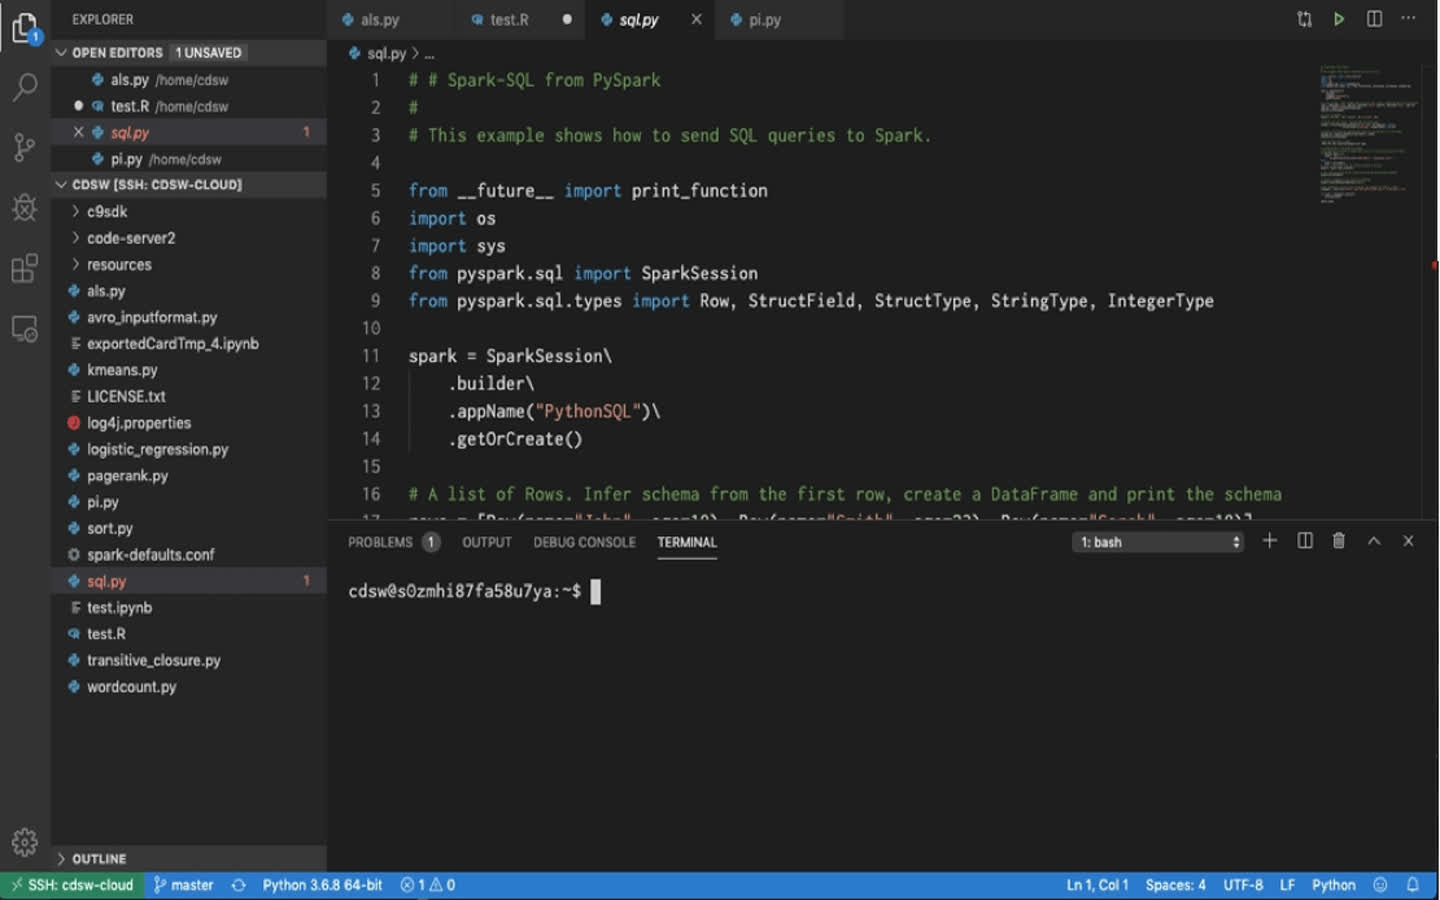 EXPLORER
OPEN EDITORS 1 UNSAVED
als.py /home/cdsw
test.R /home/cdsw
sql.py 1
pi.py /home/cdsw
CDSW [SSH: CDSW-CLOUD]
c9sdk
code-server2
resources
als.py
avro_inputformat.py
exportedCardTmp_4.ipynb
kmeans.py
LICENSE.txt
log4j.properties
logistic_regression.py
pagerank.py
pi.py
sort.py
spark-defaults.conf
sql.py 1
test.ipynb
test.R
transitive_closure.py
wordcount.py
OUTLINE
1
als.py test.R sql.py pi.py
sql.py > ...
1 # # Spark-SQL from PySpark
2 #
3 # This example shows how to send SQL queries to Spark.
4
5 from __future__ import print_function
6 import os
7 import sys
8 from pyspark.sql import SparkSession
9 from pyspark.sql.types import Row, StructField, StructType, StringType, IntegerType
10
11 spark = SparkSession\
12 .builder\
13 .appName("PythonSQL")\
14 .getOrCreate()
15
16 # A list of Rows. Infer schema from the first row, create a DataFrame and print the schema
PROBLEMS 1 OUTPUT DEBUG CONSOLE TERMINAL 1: bash
cdsw@s0zmhi87fa58u7ya:~$
SSH: cdsw-cloud master Python 3.6.8 64-bit 1 0 Ln 1, Col 1 Spaces: 4 UTF-8 LF Python